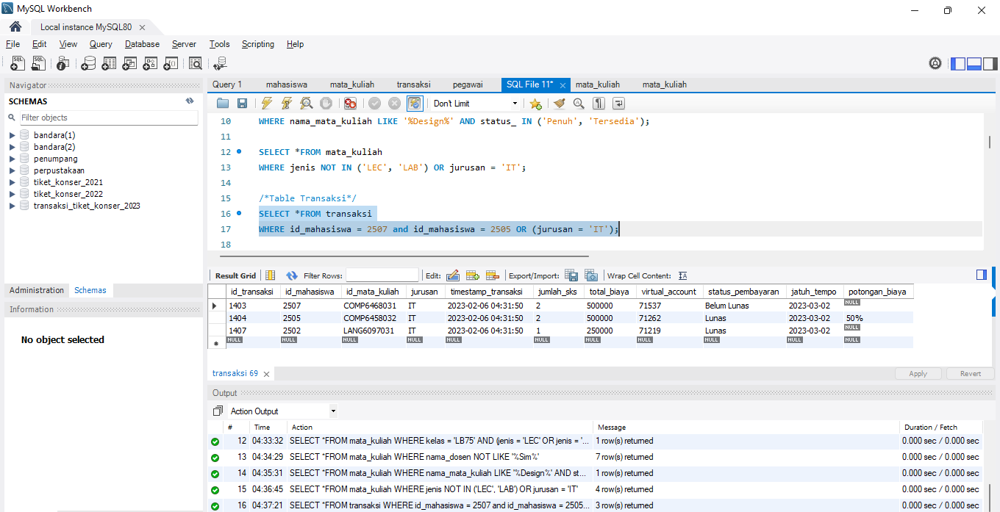 MySQL Workbench
Local instance MySQL80
File Edit View Query Database Server Tools Scripting Help
Navigator
SCHEMAS
Filter objects
bandara(1)
bandara(2)
penumpang
perpustakaan
tiket_konser_2021
tiket_konser_2022
transaksi_tiket_konser_2023
Administration Schemas
Information
No object selected
Query 1 mahasiswa mata_kuliah transaksi pegawai SQL File 11* mata_kuliah mata_kuliah
Don't Limit
10 WHERE nama_mata_kuliah LIKE '%Design%' AND status_ IN ('Penuh', 'Tersedia');
11
12 SELECT *FROM mata_kuliah
13 WHERE jenis NOT IN ('LEC', 'LAB') OR jurusan = 'IT';
14
15 /*Table Transaksi*/
16 SELECT *FROM transaksi
17 WHERE id_mahasiswa = 2507 and id_mahasiswa = 2505 OR (jurusan = 'IT');
18
Result Grid Filter Rows: Edit: Export/Import: Wrap Cell Content:
id_transaksi id_mahasiswa id_mata_kuliah jurusan timestamp_transaksi jumlah_sks total_biaya virtual_account status_pembayaran jatuh_tempo potongan_biaya
1403 2507 COMP6468031 IT 2023-02-06 04:31:50 2 500000 71537 Belum Lunas 2023-03-02 NULL
1404 2505 COMP6458032 IT 2023-02-06 04:31:50 2 500000 71262 Lunas 2023-03-02 50%
1407 2502 LANG6097031 IT 2023-02-06 04:31:50 1 250000 71219 Lunas 2023-03-02 NULL
NULL NULL NULL NULL NULL NULL NULL NULL NULL NULL NULL
transaksi 69
Apply Revert
Output
Action Output
# Time Action Message Duration / Fetch
12 04:33:32 SELECT *FROM mata_kuliah WHERE kelas = 'LB75' AND (jenis = 'LEC' OR jenis = '... 1 row(s) returned 0.000 sec / 0.000 sec
13 04:34:29 SELECT *FROM mata_kuliah WHERE nama_dosen NOT LIKE '%Sim%' 7 row(s) returned 0.000 sec / 0.000 sec
14 04:35:31 SELECT *FROM mata_kuliah WHERE nama_mata_kuliah LIKE '%Design%' AND st... 1 row(s) returned 0.000 sec / 0.000 sec
15 04:36:45 SELECT *FROM mata_kuliah WHERE jenis NOT IN ('LEC', 'LAB') OR jurusan = 'IT' 4 row(s) returned 0.000 sec / 0.000 sec
16 04:37:21 SELECT *FROM transaksi WHERE id_mahasiswa = 2507 and id_mahasiswa = 2505... 3 row(s) returned 0.000 sec / 0.000 sec